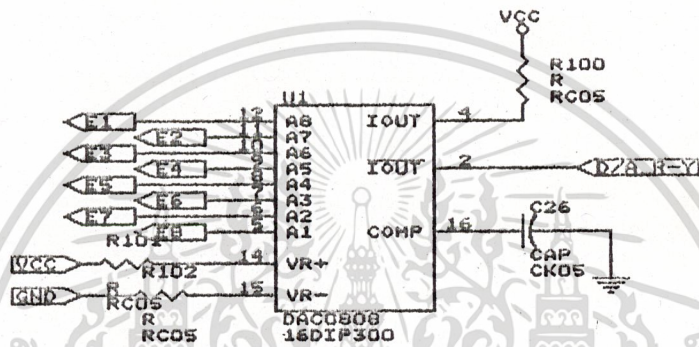 VCC
R100
R
RC05
U1
E1 12 A8 IOUT 4
E2 11 A7
E3 10 A6
E4 9 A5 IOUT 2 D/A_R-Y
E5 8 A4
E6 7 A3
E7 6 A2
E8 5 A1 COMP 16
C26
CAP
CK05
R101
VCC R102 14 VR+
GND 15 VR-
R
RC05
R
RC05
DAC0808
16DIP300